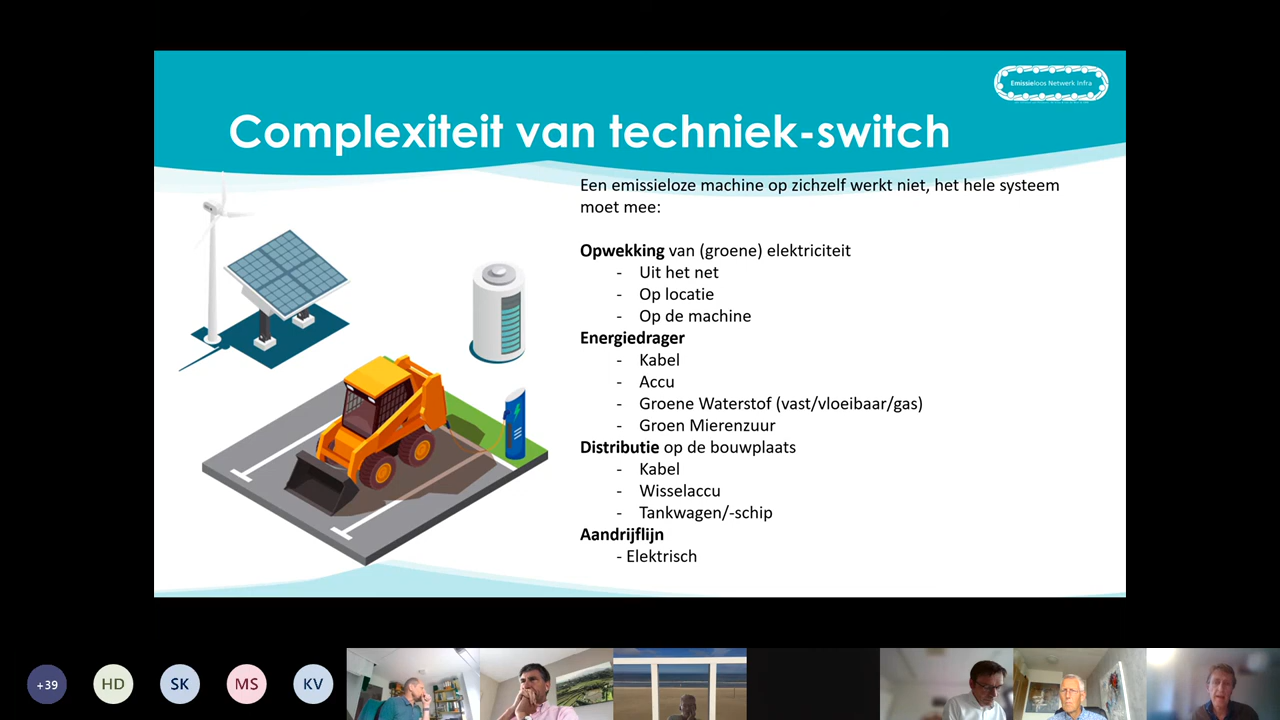 Emissieloos Netwerk Infra
Complexiteit van techniek-switch
Een emissieloze machine op zichzelf werkt niet, het hele systeem
moet mee:
Opwekking van (groene) elektriciteit
- Uit het net
- Op locatie
- Op de machine
Energiedrager
- Kabel
- Accu
- Groene Waterstof (vast/vloeibaar/gas)
- Groen Mierenzuur
Distributie op de bouwplaats
- Kabel
- Wisselaccu
- Tankwagen/-schip
Aandrijflijn
- Elektrisch
+39
HD
SK
MS
KV